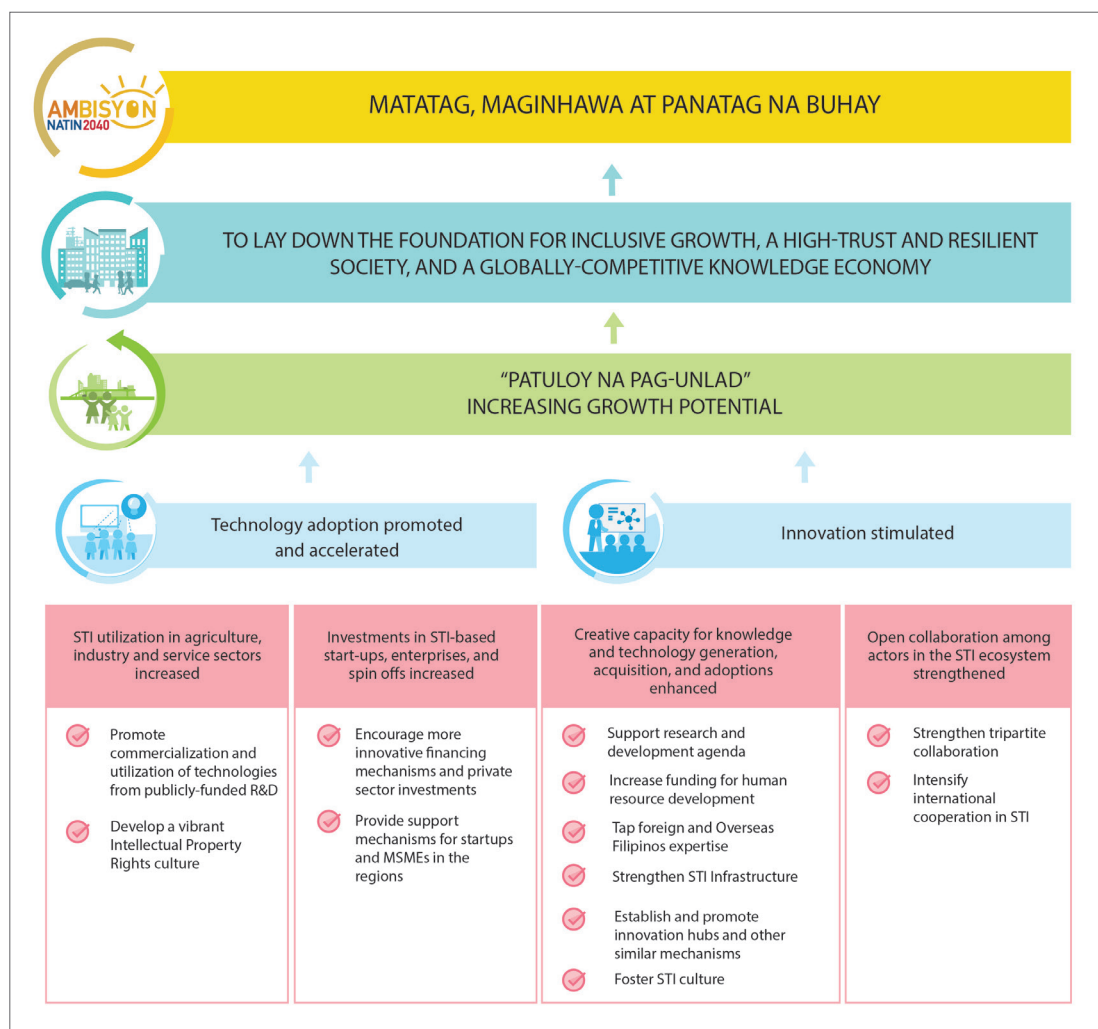 AMBISYON
NATIN2040
MATATAG, MAGINHAWA AT PANATAG NA BUHAY
TO LAY DOWN THE FOUNDATION FOR INCLUSIVE GROWTH, A HIGH-TRUST AND RESILIENT
SOCIETY, AND A GLOBALLY-COMPETITIVE KNOWLEDGE ECONOMY
“PATULOY NA PAG-UNLAD”
INCREASING GROWTH POTENTIAL
Technology adoption promoted
and accelerated
Innovation stimulated
STI utilization in agriculture,
industry and service sectors
increased
Promote
commercialization and
utilization of technologies
from publicly-funded R&D
Develop a vibrant
Intellectual Property
Rights culture
Investments in STI-based
start-ups, enterprises, and
spin offs increased
Encourage more
innovative financing
mechanisms and private
sector investments
Provide support
mechanisms for startups
and MSMEs in the
regions
Creative capacity for knowledge
and technology generation,
acquisition, and adoptions
enhanced
Support research and
development agenda
Increase funding for human
resource development
Tap foreign and Overseas
Filipinos expertise
Strengthen STI Infrastructure
Establish and promote
innovation hubs and other
similar mechanisms
Foster STI culture
Open collaboration among
actors in the STI ecosystem
strengthened
Strengthen tripartite
collaboration
Intensify
international
cooperation in STI